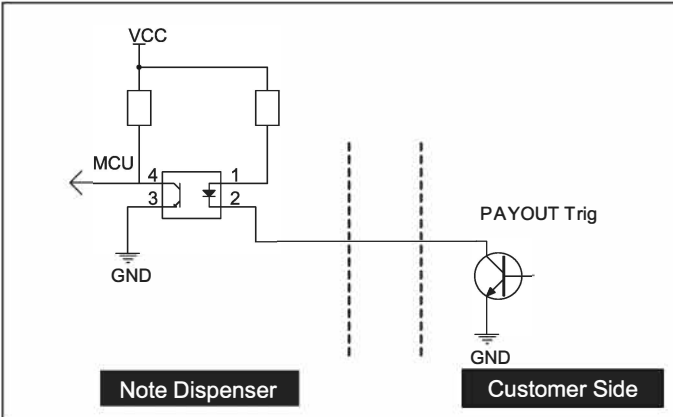 VCC
MCU
4 1
3 2
PAYOUT Trig
GND
GND
Note Dispenser
Customer Side